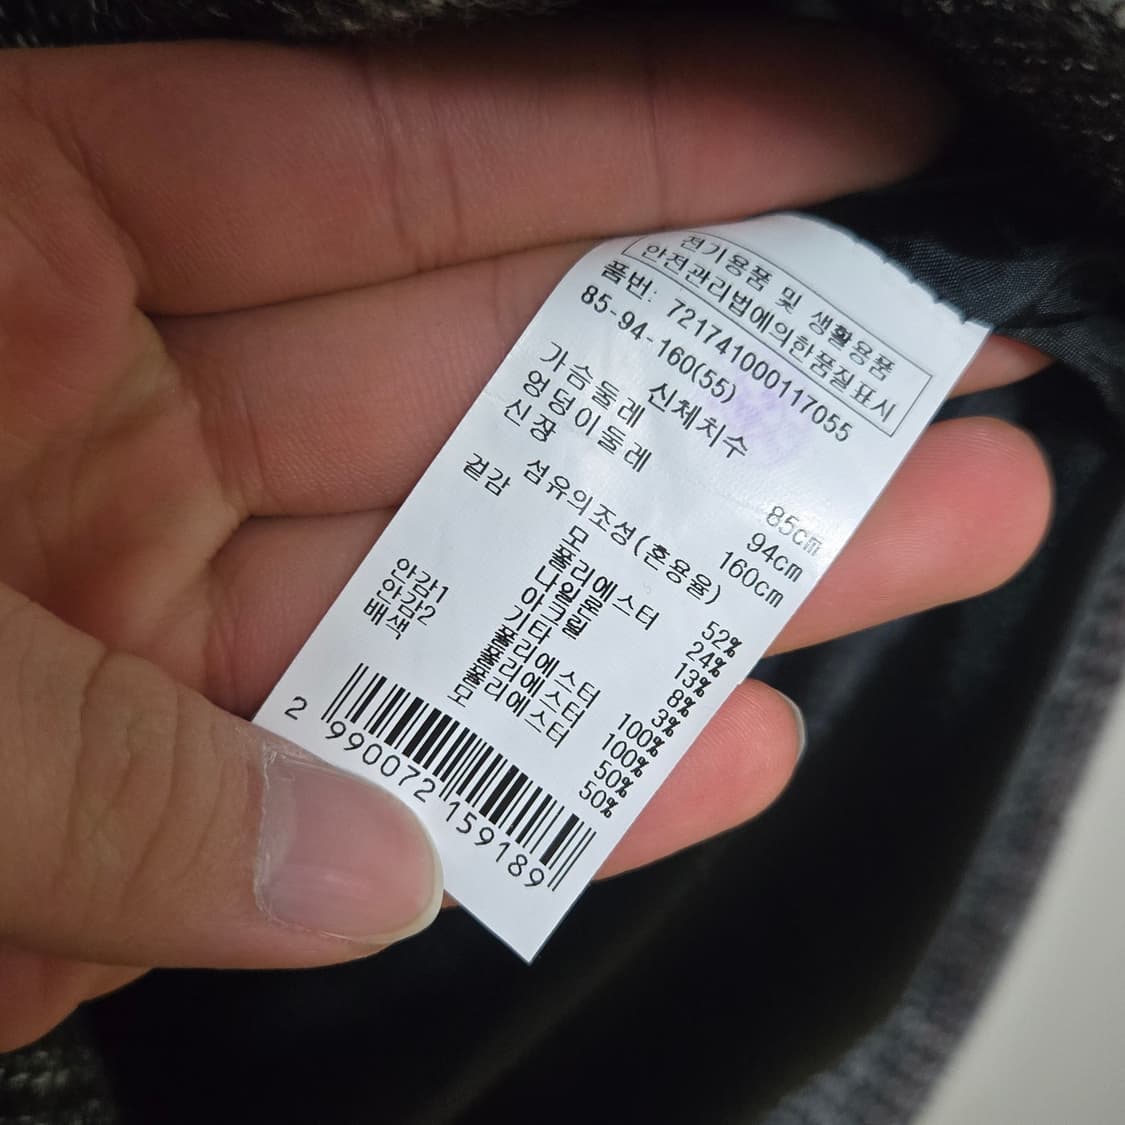 전기용품 및 생활용품
안전관리법에의한품질표시
품번: 721741000117055
85-94-160(55)
신체치수
가슴둘레 85cm
엉덩이둘레 94cm
신장 160cm
섬유의조성(혼용율)
겉감 모 52%
폴리에스터 24%
나일론 13%
아크릴 8%
기타 3%
안감1 폴리에스터 100%
안감2 폴리에스터 100%
배색 폴리에스터 50%
모 50%
2 990072 159189